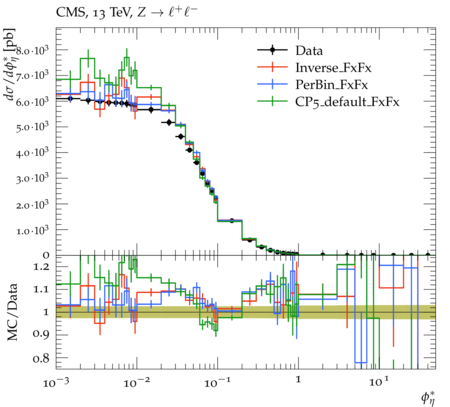 CMS, 13 TeV, Z → ℓ⁺ℓ⁻
dσ/dϕ*η [pb]
8.0·10³
7.0·10³
6.0·10³
5.0·10³
4.0·10³
3.0·10³
2.0·10³
1.0·10³
0
Data
Inverse_FxFx
PerBin_FxFx
CP5_default_FxFx
MC/Data
1.2
1.1
1
0.9
0.8
10⁻³ 10⁻² 10⁻¹ 1 10¹
ϕ*η